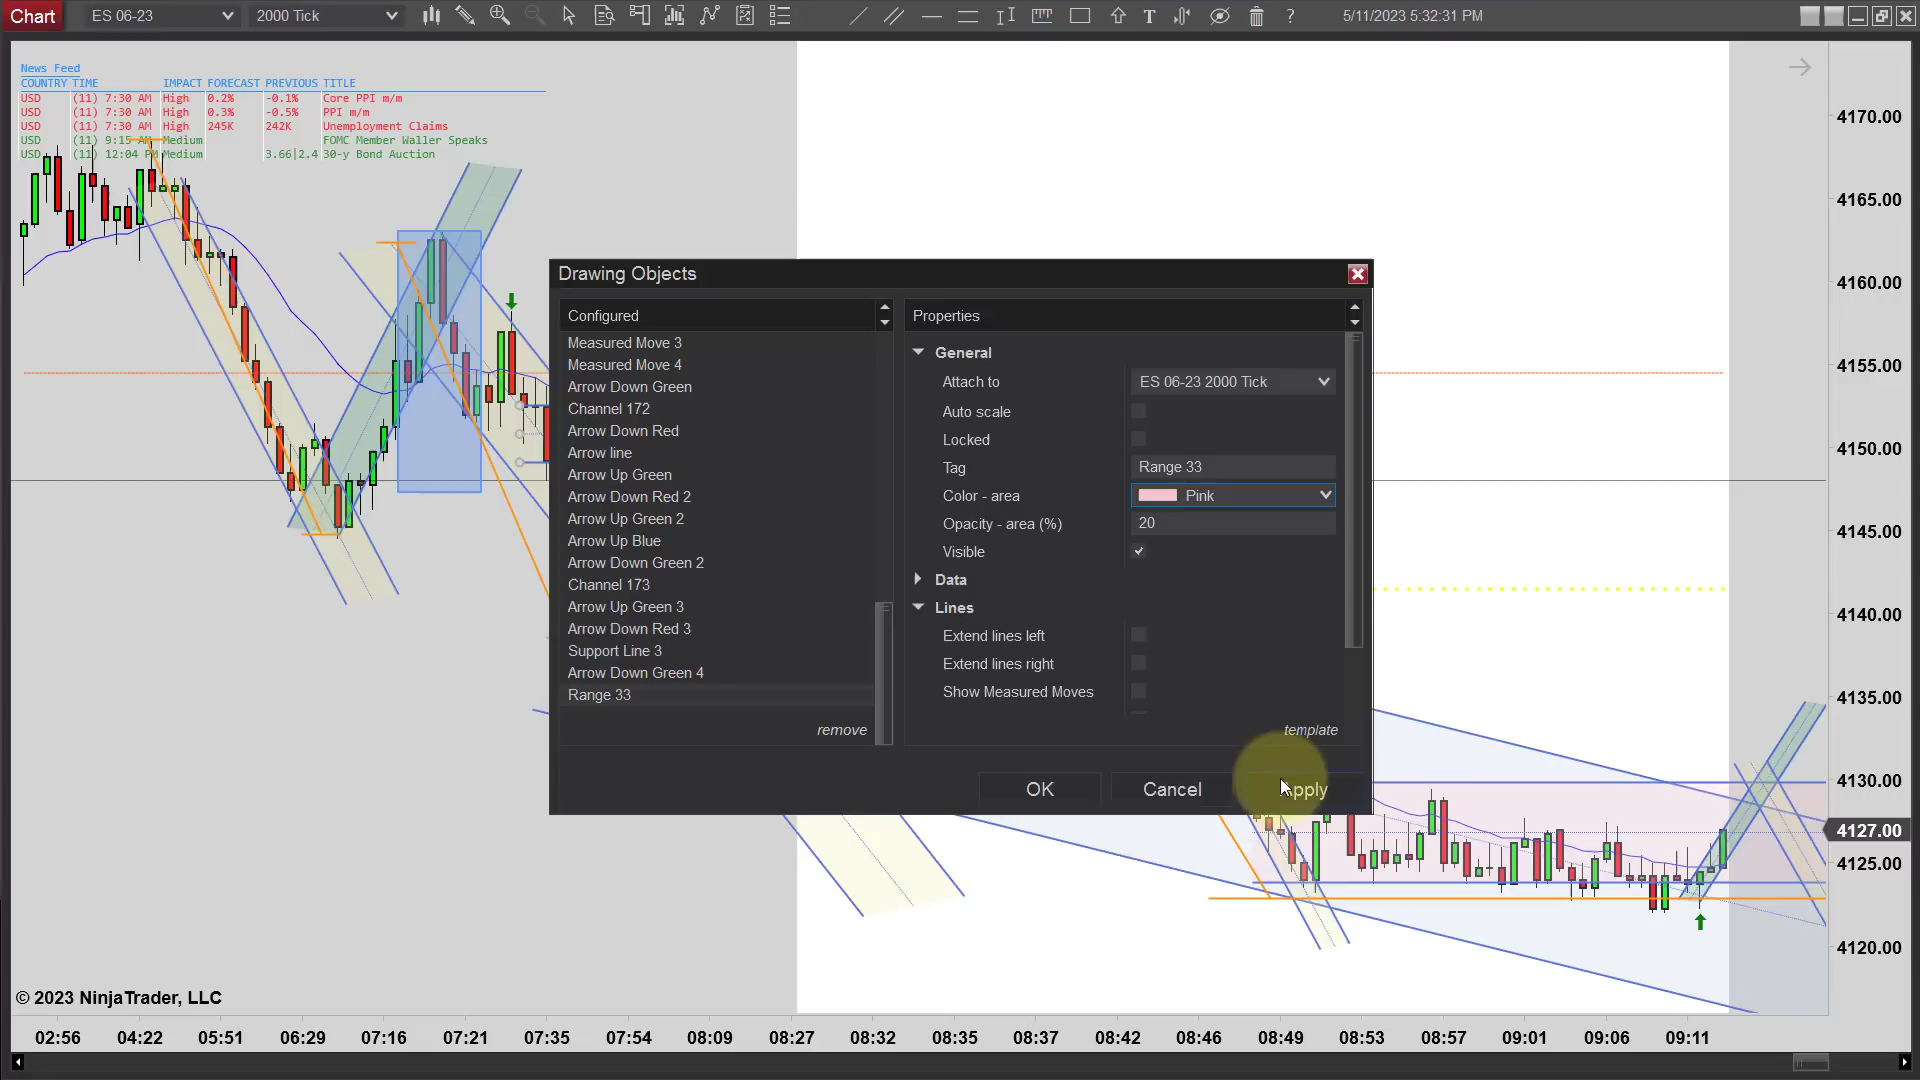 Chart ES 06-23 2000 Tick T ? 5/11/2023 5:32:31 PM
News Feed
COUNTRY TIME IMPACT FORECAST PREVIOUS TITLE
USD (11) 7:30 AM High 0.2% -0.1% Core PPI m/m
USD (11) 7:30 AM High 0.3% -0.5% PPI m/m
USD (11) 7:30 AM High 245K 242K Unemployment Claims
USD (11) 9:15 AM Medium FOMC Member Waller Speaks
USD (11) 12:04 PM Medium 3.66|2.4 30-y Bond Auction
4170.00
4165.00
4160.00
4155.00
4150.00
4145.00
4140.00
4135.00
4130.00
4127.00
4125.00
4120.00
Drawing Objects
Configured
Measured Move 3
Measured Move 4
Arrow Down Green
Channel 172
Arrow Down Red
Arrow line
Arrow Up Green
Arrow Down Red 2
Arrow Up Green 2
Arrow Up Blue
Arrow Down Green 2
Channel 173
Arrow Up Green 3
Arrow Down Red 3
Support Line 3
Arrow Down Green 4
Range 33
remove
Properties
General
Attach to ES 06-23 2000 Tick
Auto scale
Locked
Tag Range 33
Color - area Pink
Opacity - area (%) 20
Visible
Data
Lines
Extend lines left
Extend lines right
Show Measured Moves
template
OK Cancel Apply
© 2023 NinjaTrader, LLC
02:56 04:22 05:51 06:29 07:16 07:21 07:35 07:54 08:09 08:27 08:32 08:35 08:37 08:42 08:46 08:49 08:53 08:57 09:01 09:06 09:11